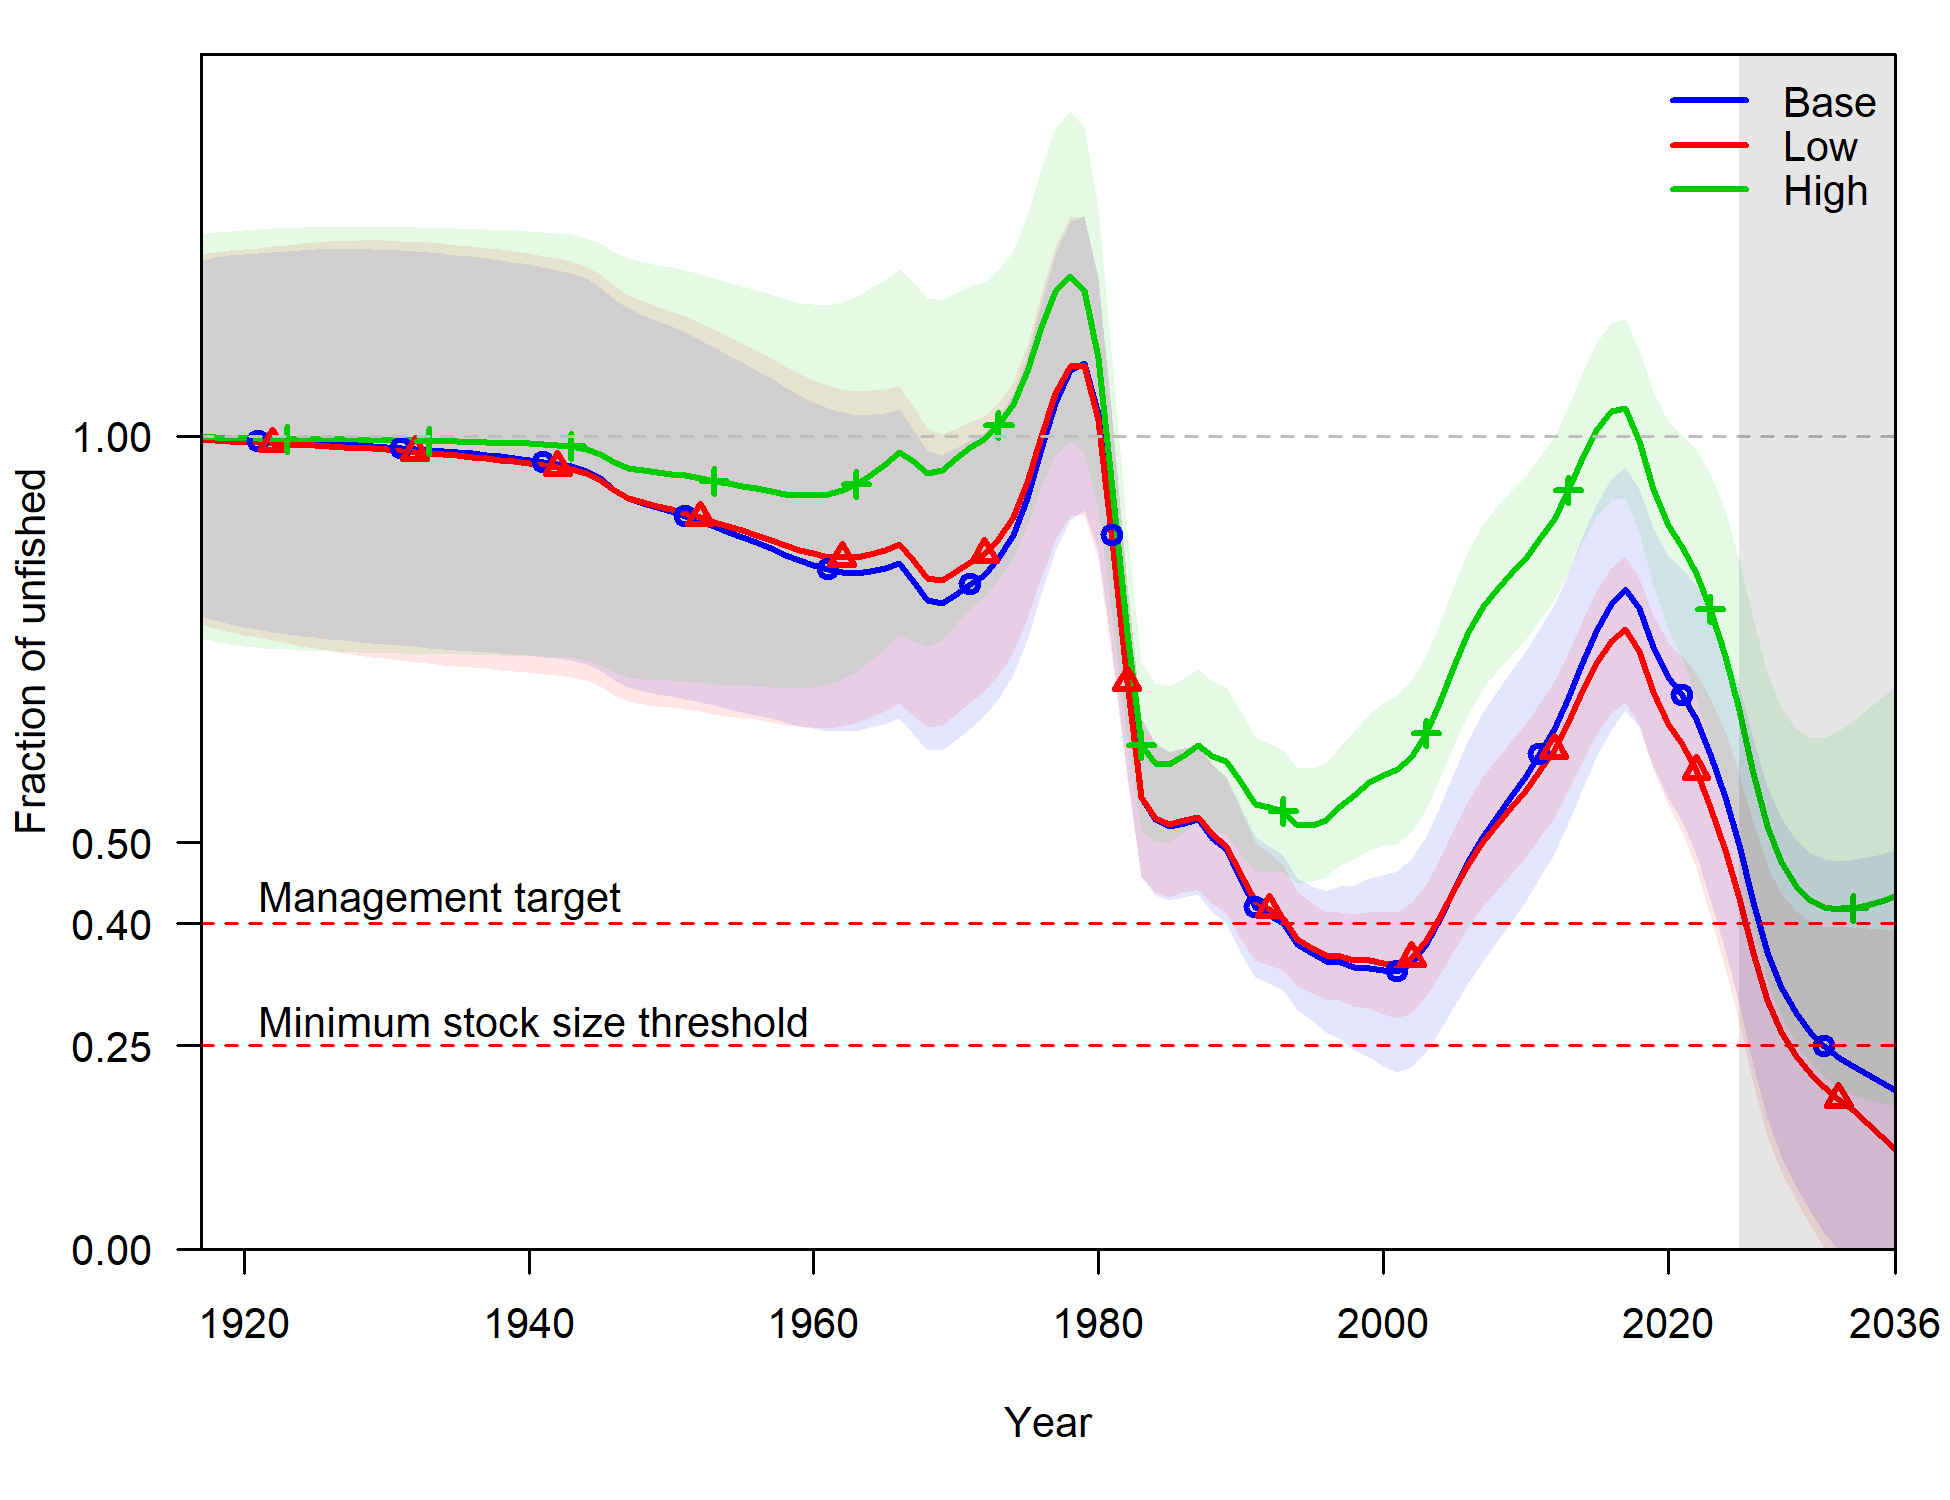 Base
Low
High
Fraction of unfished
1.00
0.50
0.40
0.25
0.00
Management target
Minimum stock size threshold
1920
1940
1960
1980
2000
2020
2036
Year